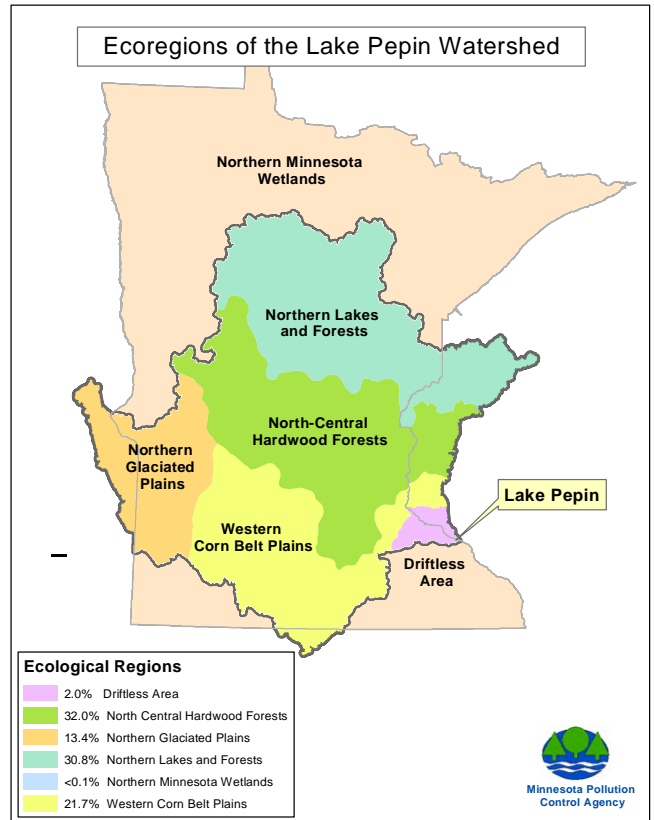 Ecoregions of the Lake Pepin Watershed
Northern Minnesota
Wetlands
Northern Lakes
and Forests
North-Central
Hardwood Forests
Northern
Glaciated
Plains
Lake Pepin
Western
Corn Belt Plains
Driftless
Area
Ecological Regions
2.0% Driftless Area
32.0% North Central Hardwood Forests
13.4% Northern Glaciated Plains
30.8% Northern Lakes and Forests
<0.1% Northern Minnesota Wetlands
21.7% Western Corn Belt Plains
Minnesota Pollution
Control Agency